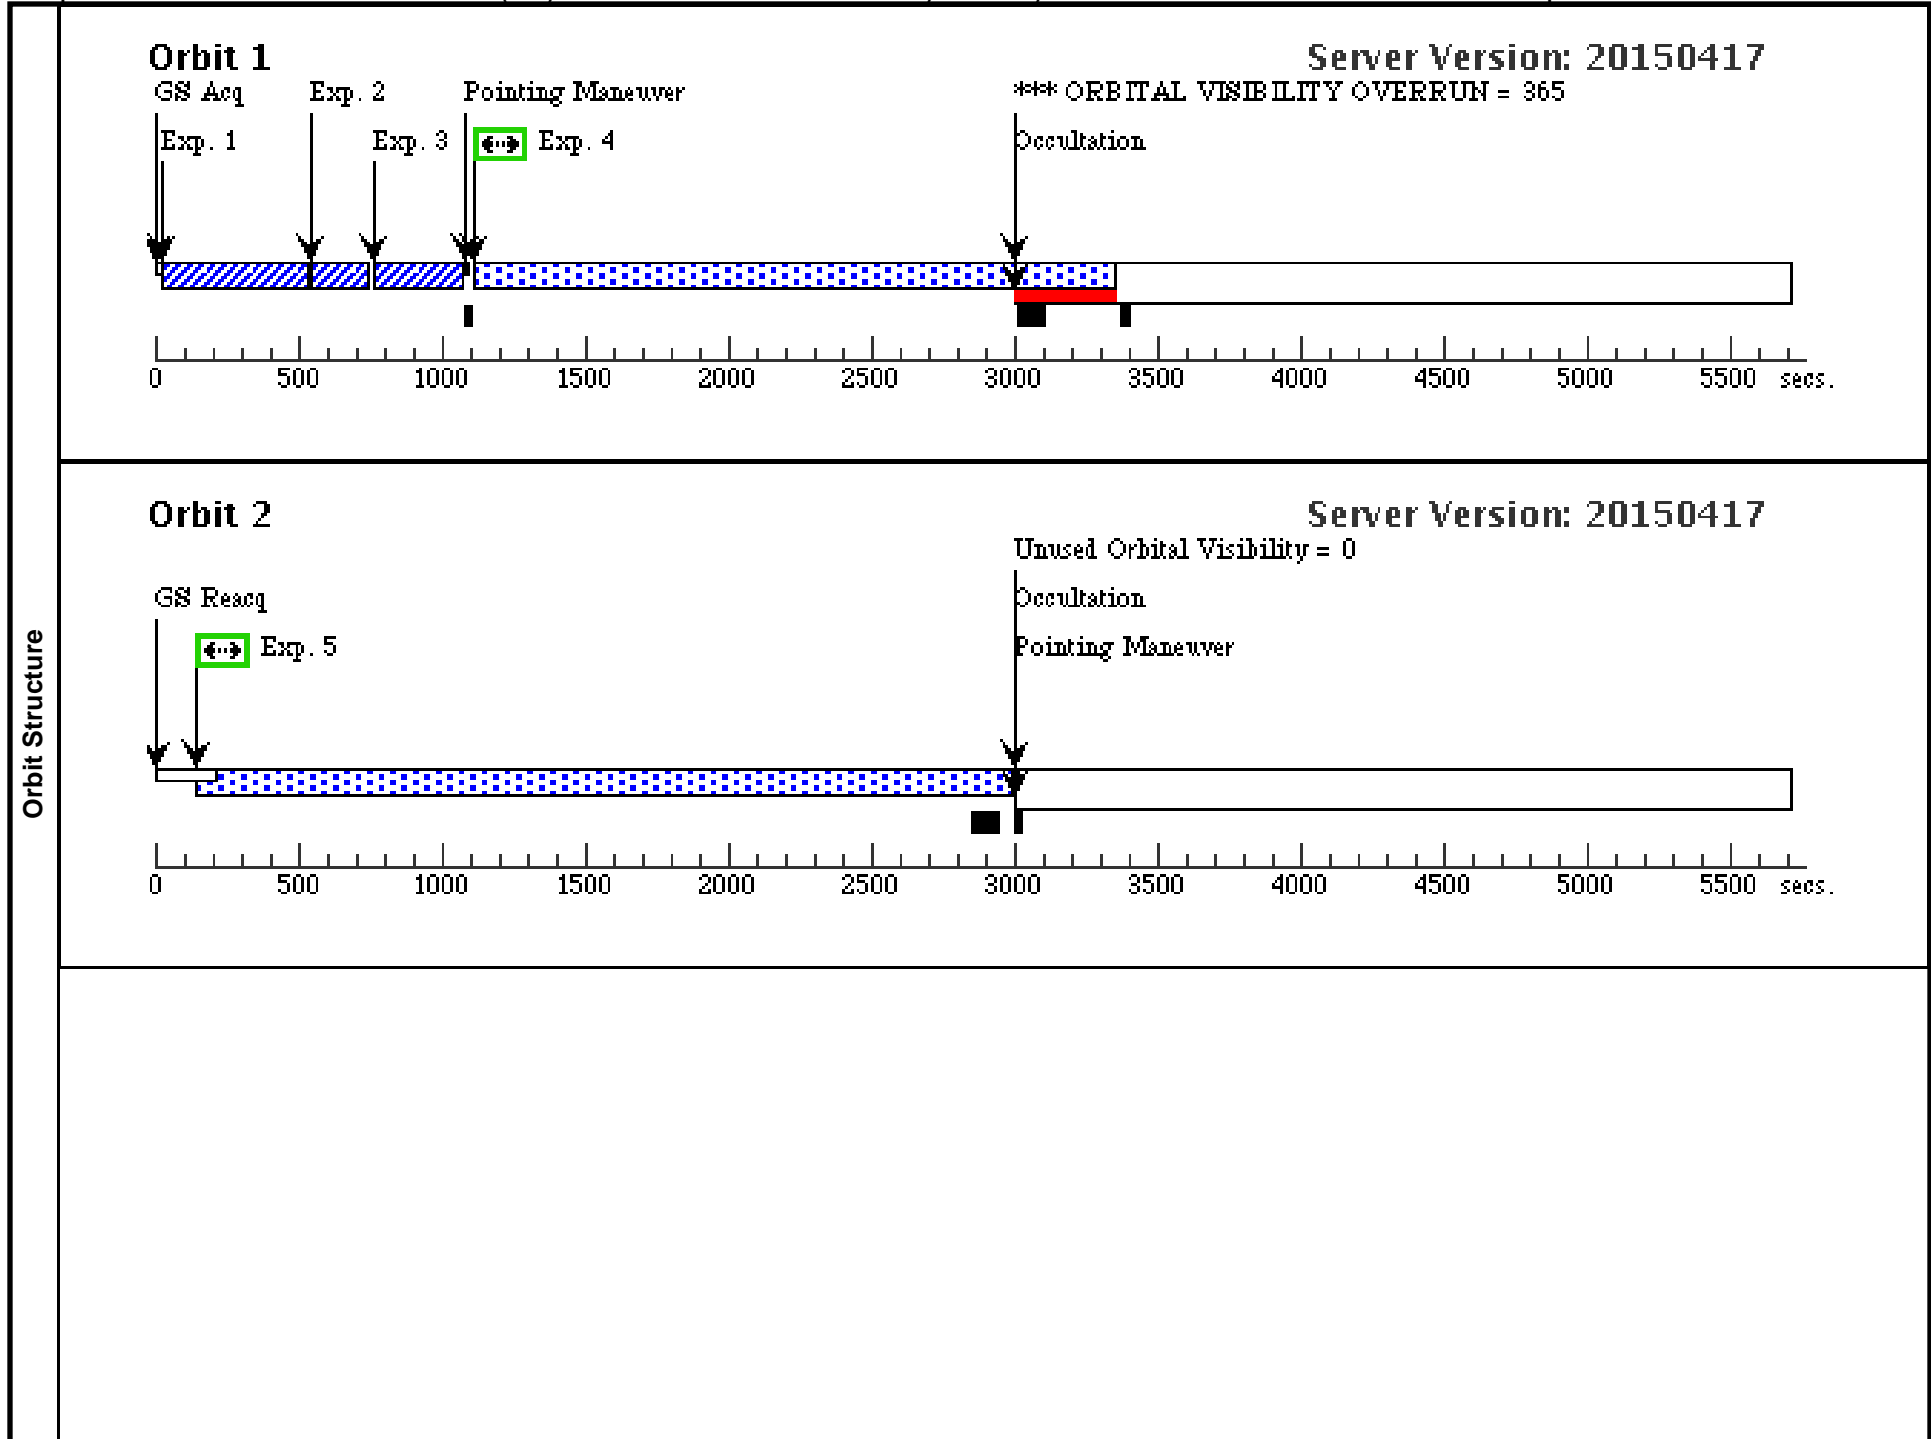 Orbit Structure
Orbit 1
Server Version: 20150417
GS Acq
Exp. 2
Pointing Maneuver
*** ORBITAL VISIBILITY OVERRUN = 365
Exp. 1
Exp. 3
Exp. 4
Occultation
0 500 1000 1500 2000 2500 3000 3500 4000 4500 5000 5500 secs.
Orbit 2
Server Version: 20150417
Unused Orbital Visibility = 0
GS Reacq
Occultation
Exp. 5
Pointing Maneuver
0 500 1000 1500 2000 2500 3000 3500 4000 4500 5000 5500 secs.